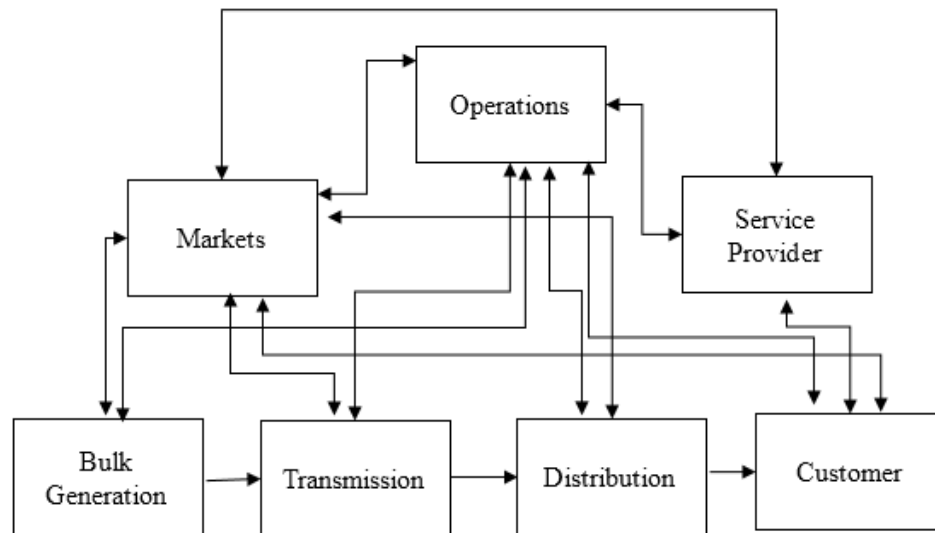 Operations
Markets
Service
Provider
Bulk
Generation
Transmission
Distribution
Customer